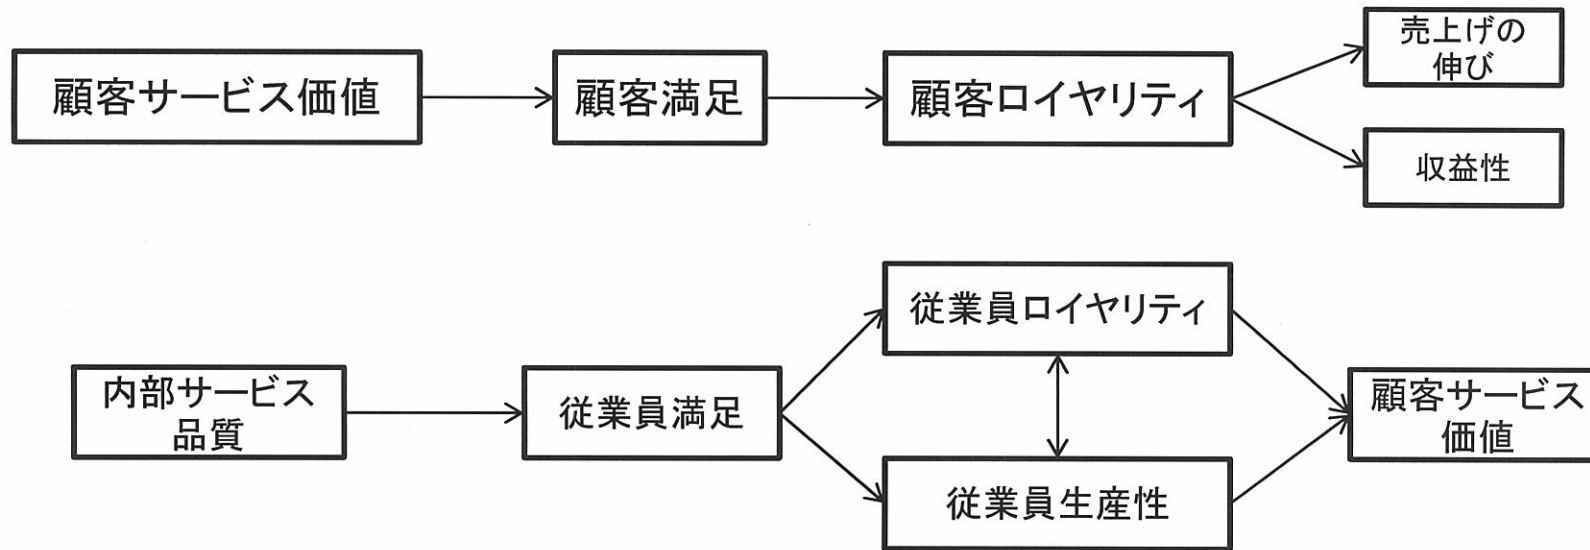 顧客サービス価値
顧客満足
顧客ロイヤリティ
売上げの
伸び
収益性
内部サービス
品質
従業員満足
従業員ロイヤリティ
従業員生産性
顧客サービス
価値